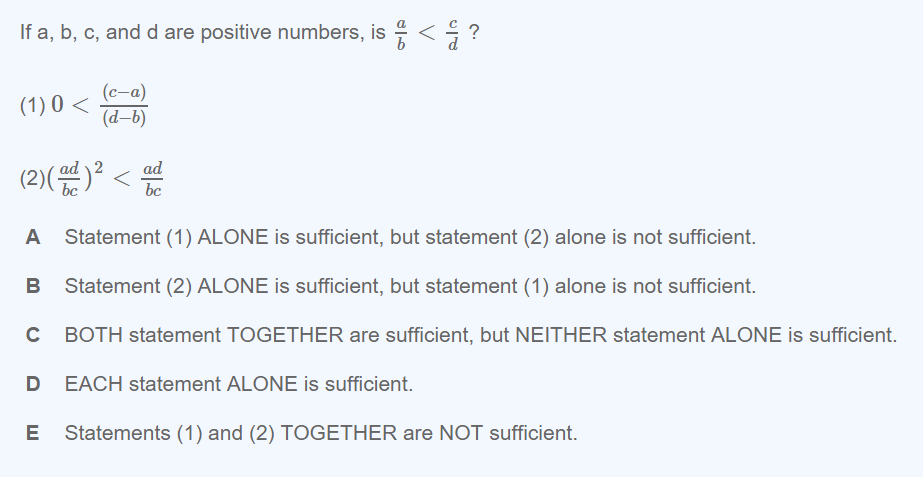 If a, b, c, and d are positive numbers, is a/b < c/d ?
(1) 0 < (c−a)/(d−b)
(2)(ad/bc)² < ad/bc
A Statement (1) ALONE is sufficient, but statement (2) alone is not sufficient.
B Statement (2) ALONE is sufficient, but statement (1) alone is not sufficient.
C BOTH statement TOGETHER are sufficient, but NEITHER statement ALONE is sufficient.
D EACH statement ALONE is sufficient.
E Statements (1) and (2) TOGETHER are NOT sufficient.